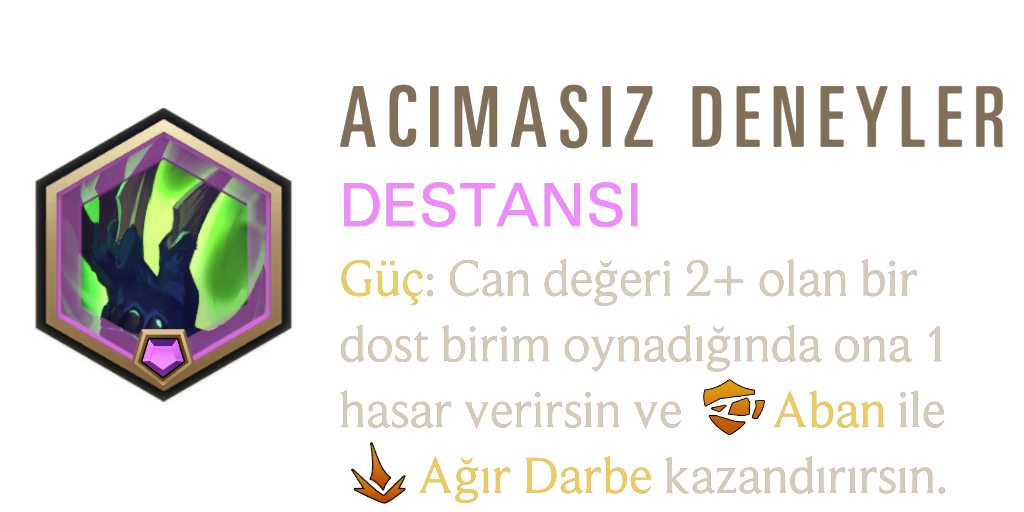 ACIMASIZ DENEYLER
DESTANSI
Güç: Can değeri 2+ olan bir
dost birim oynadığında ona 1
hasar verirsin ve Aban ile
Ağır Darbe kazandırırsın.